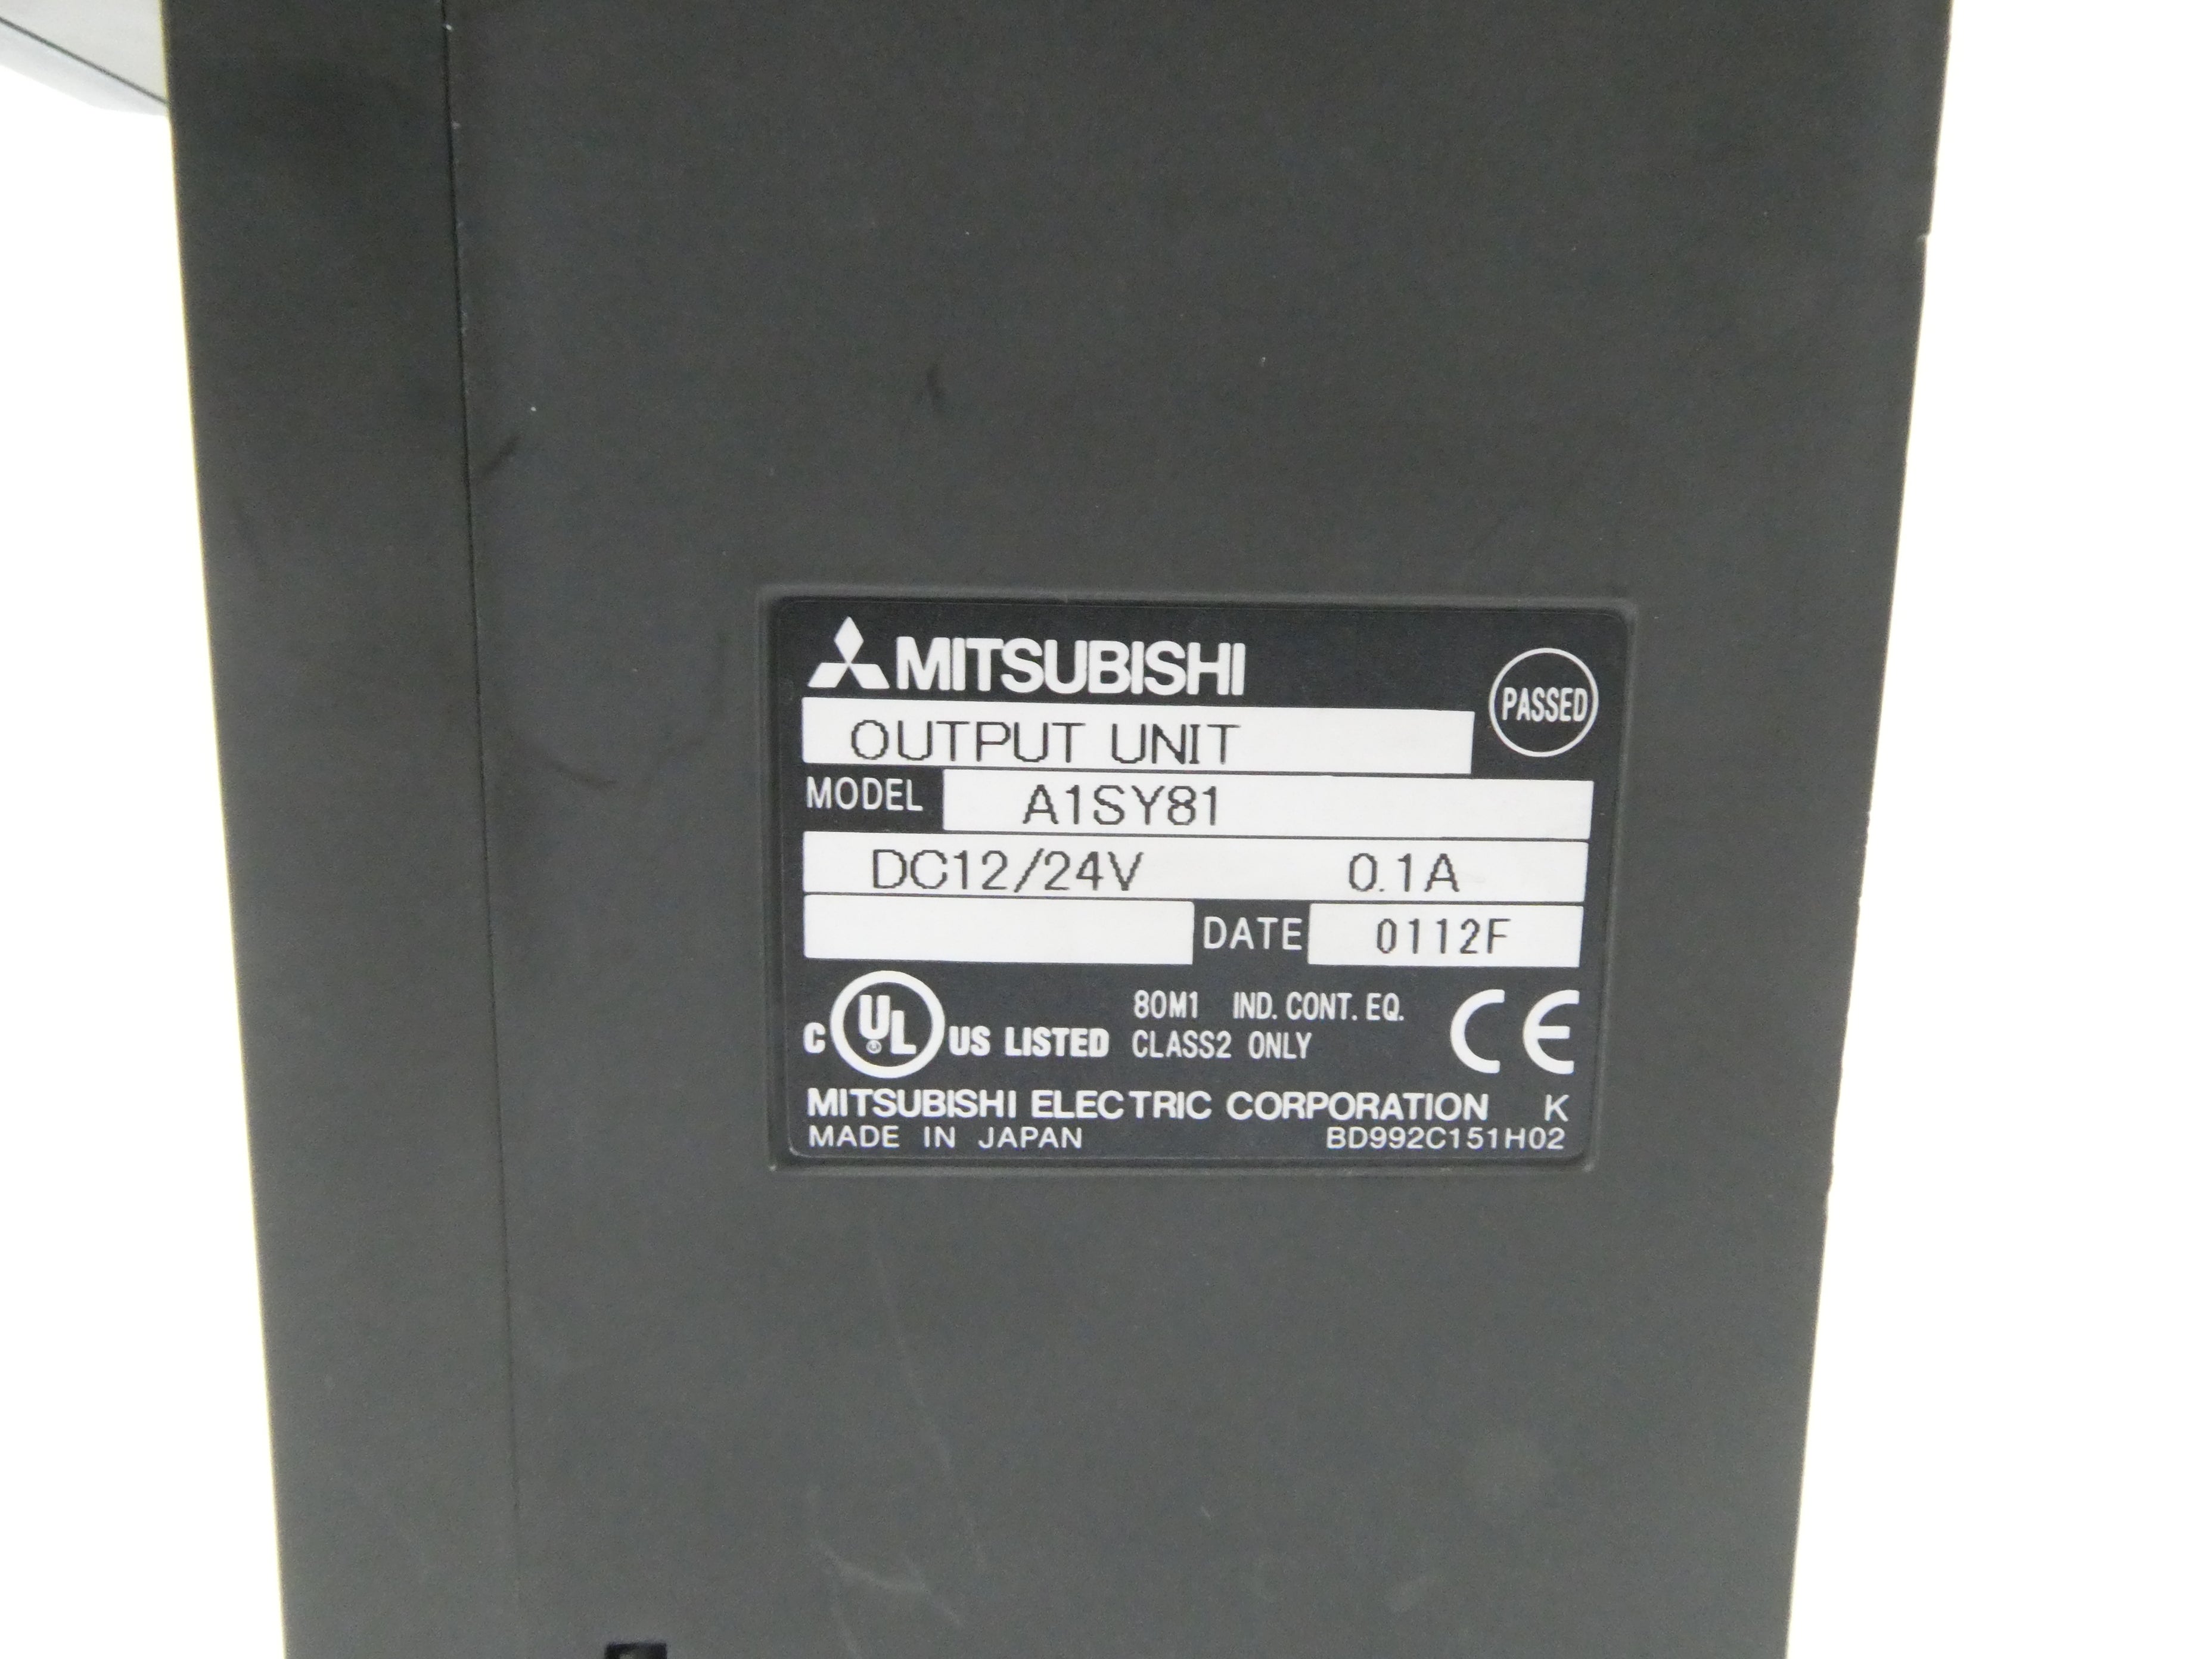 MITSUBISHI
PASSED
OUTPUT UNIT
MODEL A1SY81
DC12/24V 0.1A
DATE 0112F
C UL US LISTED
80M1 IND. CONT. EQ.
CLASS2 ONLY
CE
MITSUBISHI ELECTRIC CORPORATION K
MADE IN JAPAN BD992C151H02